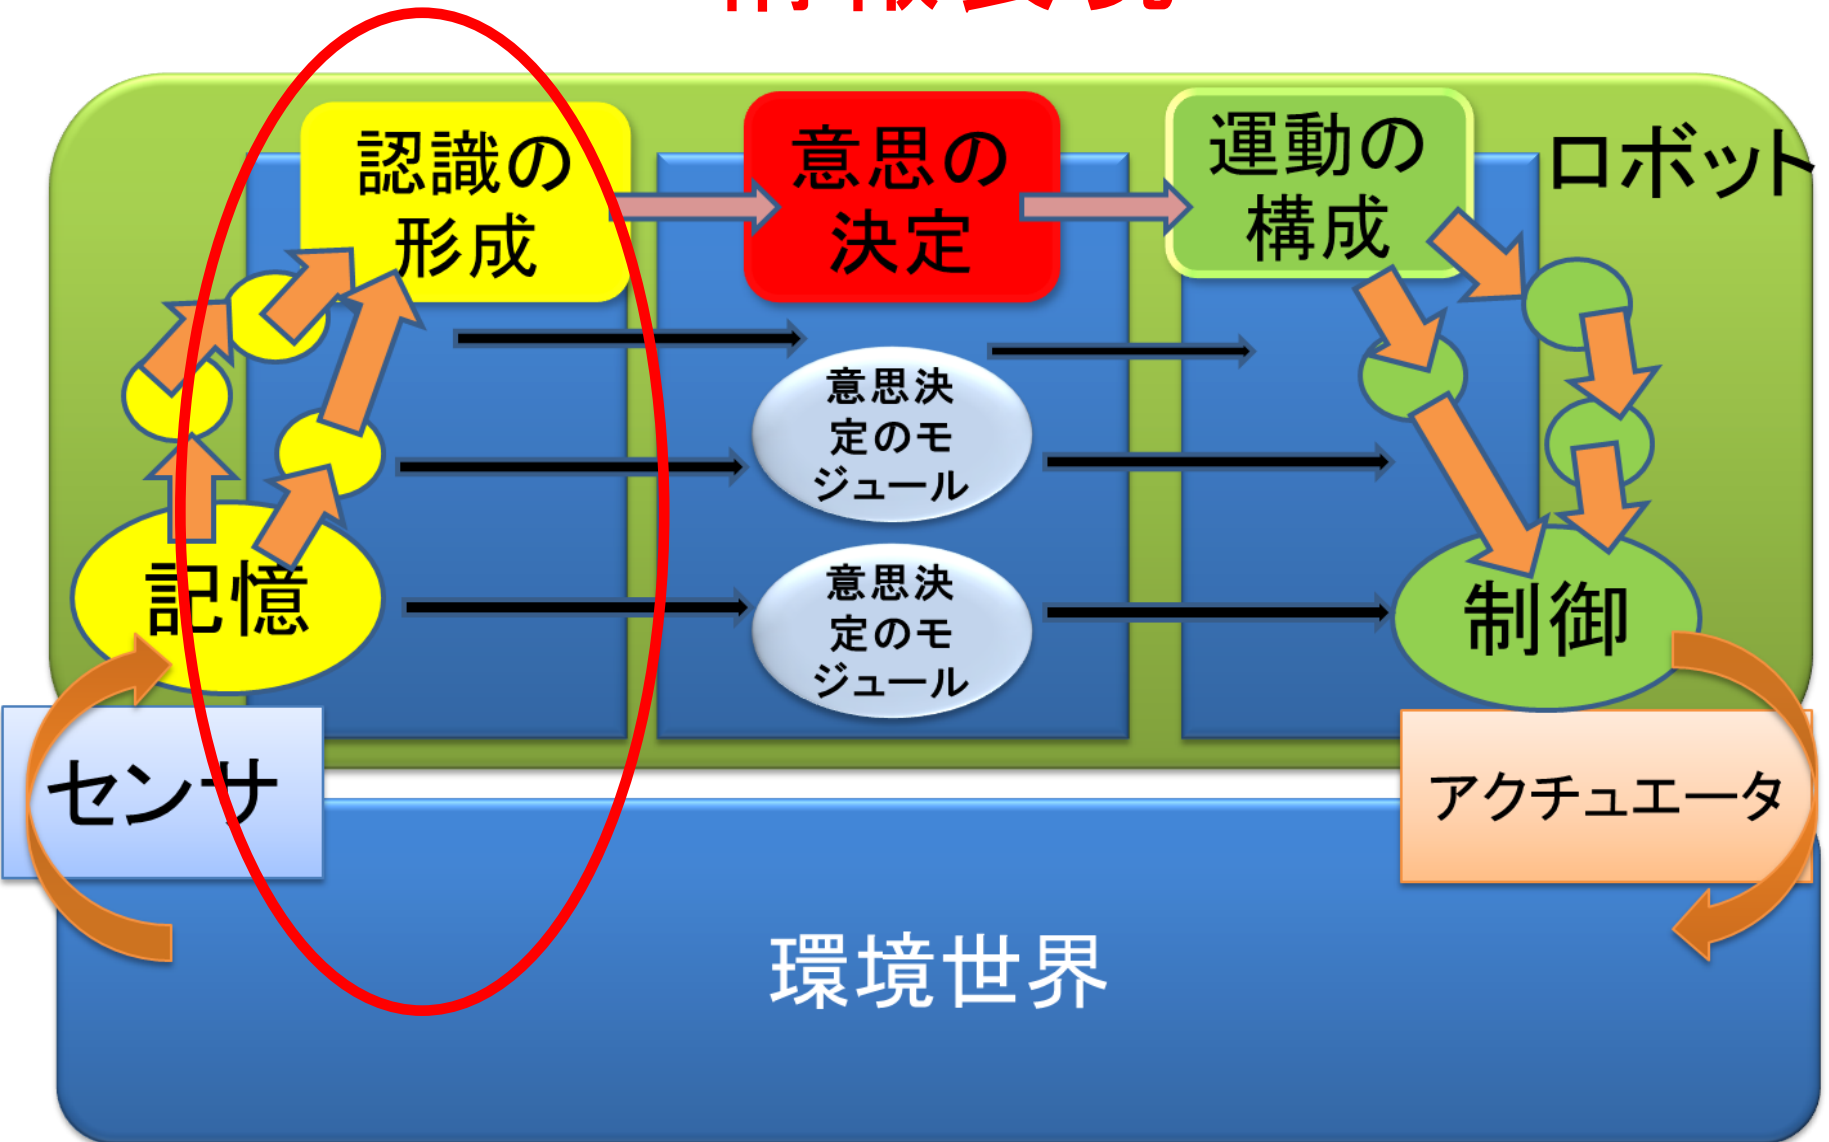 認識の
形成
意思の
決定
運動の
構成
ロボット
意思決
定のモ
ジュール
意思決
定のモ
ジュール
記憶
制御
センサ
アクチュエータ
環境世界